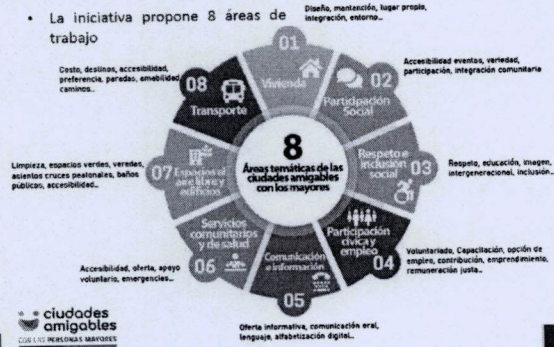 • La iniciativa propone 8 áreas de
trabajo
Diseño, mantención, lugar propio,
integración, entorno...
01
Vivienda
Accesibilidad eventos, variedad,
participación, integración comunitaria
02
Participación
Social
Respeto, educación, imagen,
intergeneracional, inclusión...
03
Respeto e
inclusión
social
Voluntariado, Capacitación, opción de
empleo, contribución, emprendimiento,
remuneración justa...
04
Participación
cívica y
empleo
Oferta informativa, comunicación oral,
lenguaje, alfabetización digital...
05
Comunicación
e información
Accesibilidad, oferta, apoyo
voluntario, emergencias...
06
Servicios
comunitarios
y de salud
Limpieza, espacios verdes, veredas,
asientos cruces peatonales, baños
públicos, accesibilidad...
07
Espacios al
aire libre y
edificios
Costo, destinos, accesibilidad,
preferencia, paradas, amabilidad,
caminos...
08
Transporte
8
Áreas temáticas de las
ciudades amigables
con los mayores
ciudades
amigables
CON LAS PERSONAS MAYORES